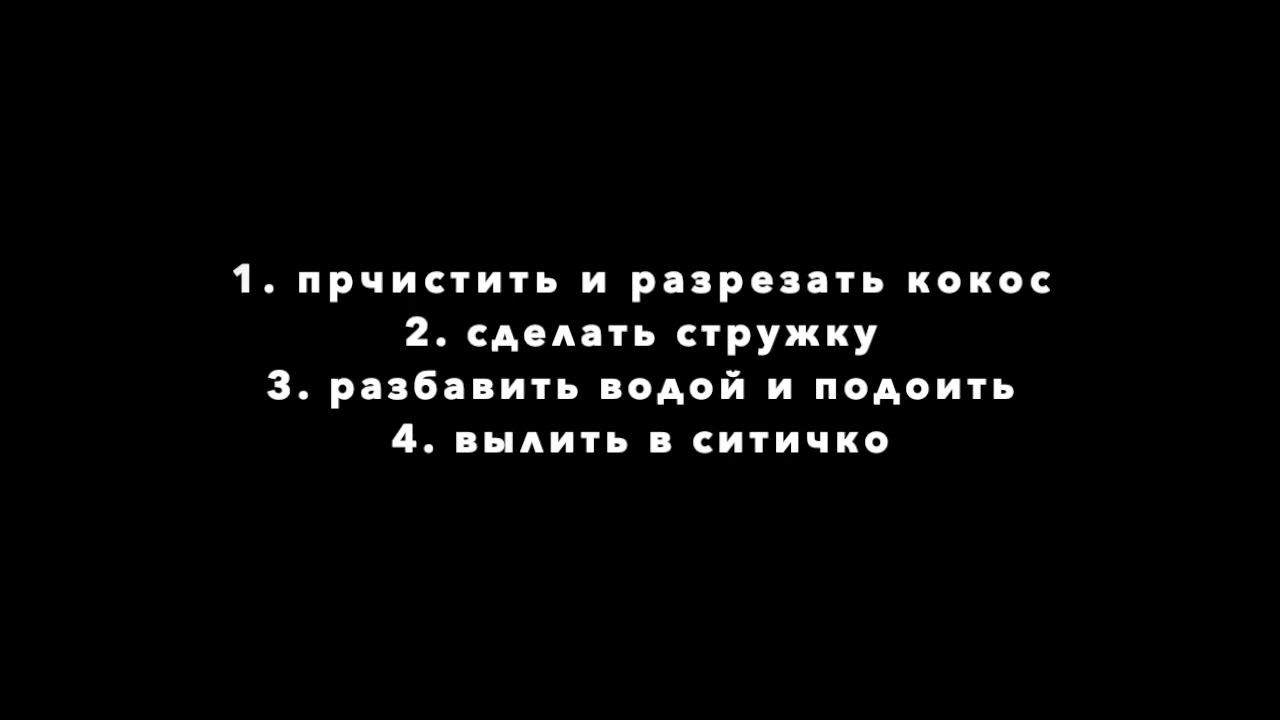 1. прчистить и разрезать кокос
2. сделать стружку
3. разбавить водой и подоить
4. вылить в ситичко